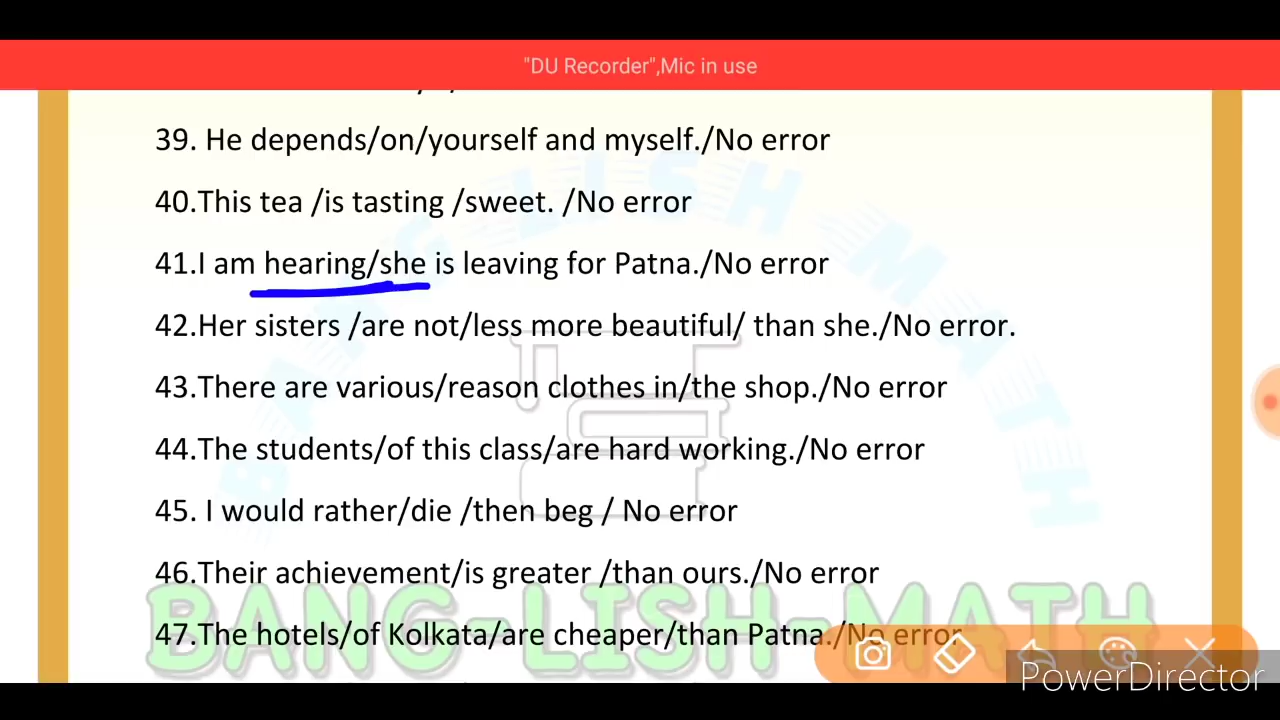 "DU Recorder",Mic in use
39. He depends/on/yourself and myself./No error
40.This tea /is tasting /sweet. /No error
41.I am hearing/she is leaving for Patna./No error
42.Her sisters /are not/less more beautiful/ than she./No error.
43.There are various/reason clothes in/the shop./No error
44.The students/of this class/are hard working./No error
45. I would rather/die /then beg / No error
46.Their achievement/is greater /than ours./No error
47.The hotels/of Kolkata/are cheaper/than Patna./No error
BANG-LISH-MATH
BANG-LISH-MATH
PowerDirector